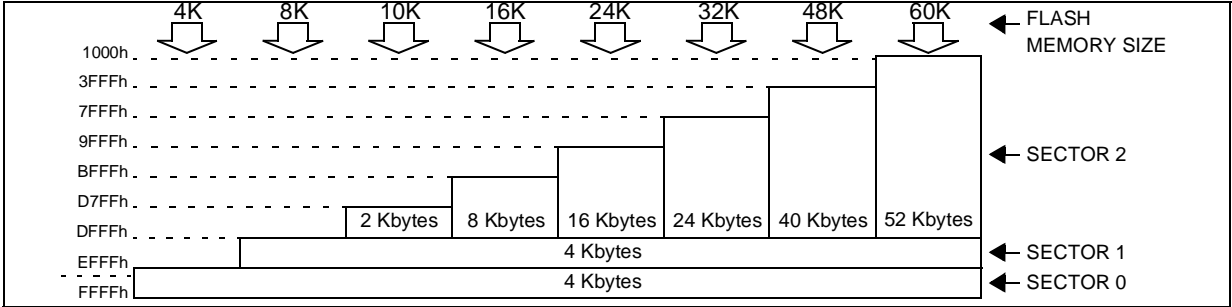 4K 8K 10K 16K 24K 32K 48K 60K
FLASH
MEMORY SIZE
1000h
3FFFh
7FFFh
9FFFh
BFFFh
SECTOR 2
D7FFh
2 Kbytes 8 Kbytes 16 Kbytes 24 Kbytes 40 Kbytes 52 Kbytes
DFFFh
4 Kbytes SECTOR 1
EFFFh
4 Kbytes SECTOR 0
FFFFh